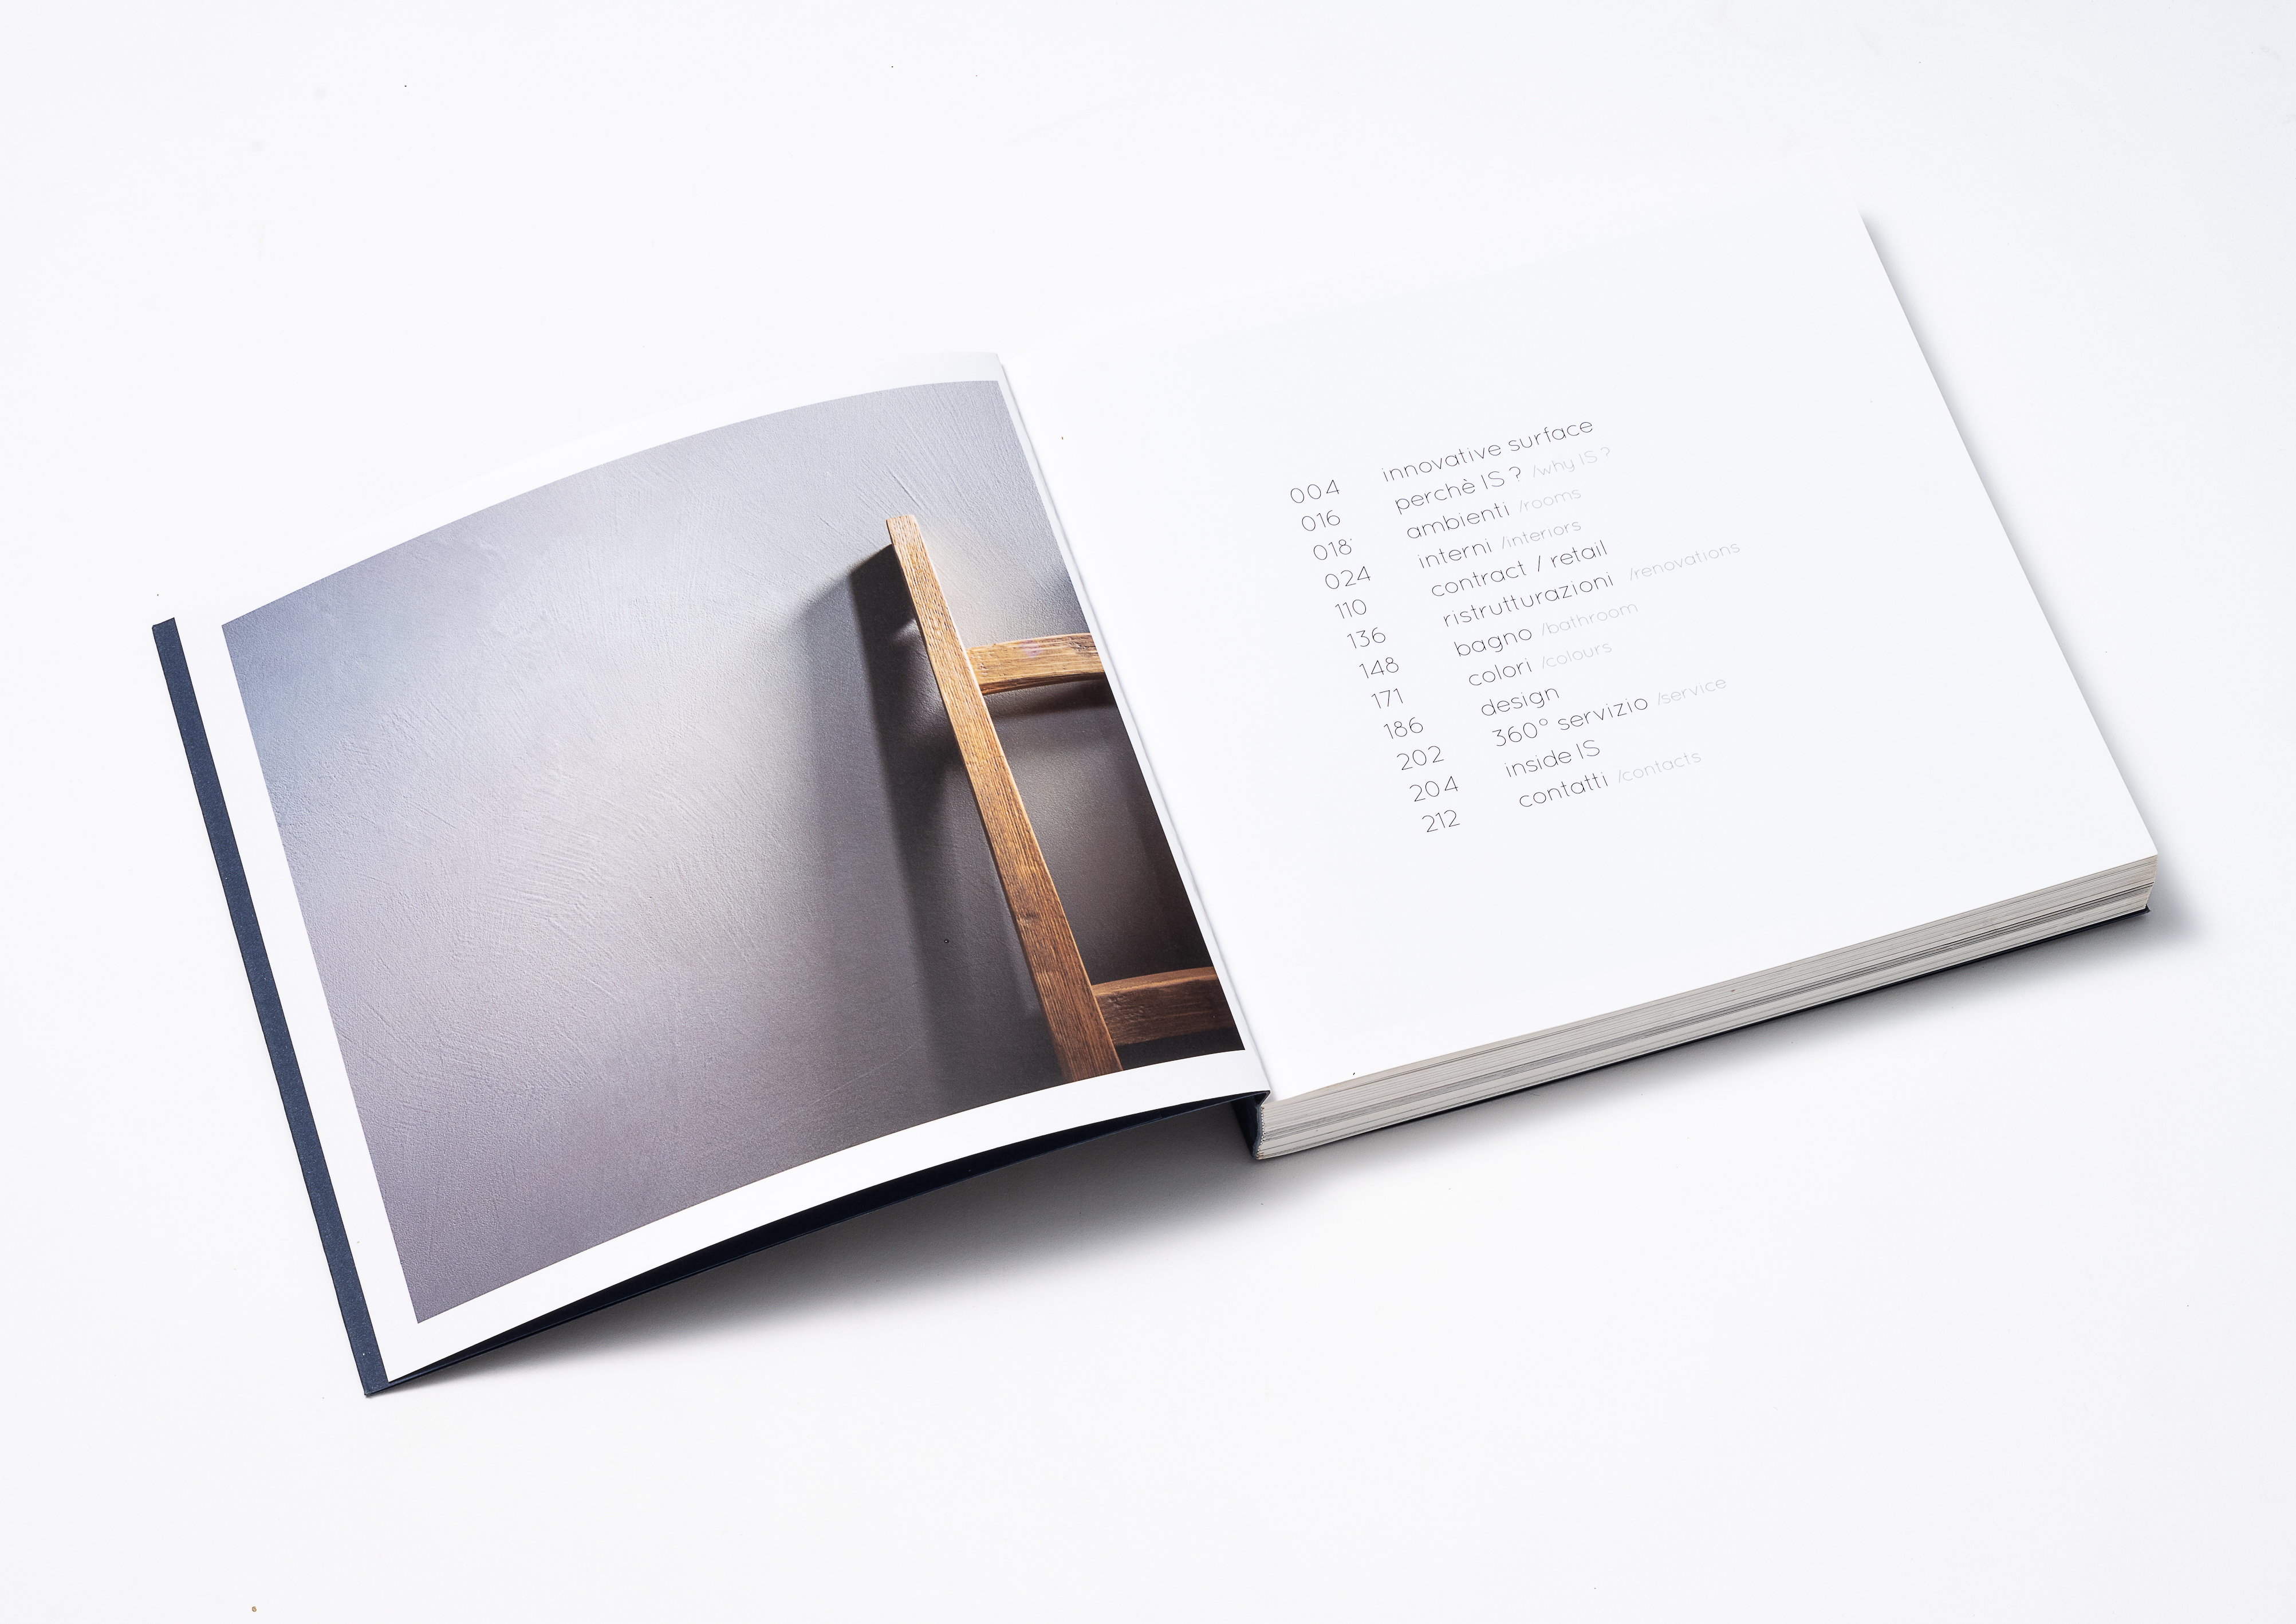 004 innovative surface
016 perchè IS ? /why IS ?
018 ambienti /rooms
024 interni /interiors
110 contract / retail
136 ristrutturazioni /renovations
148 bagno /bathroom
171 colori /colours
186 design
202 360° servizio /service
204 inside IS
212 contatti /contacts